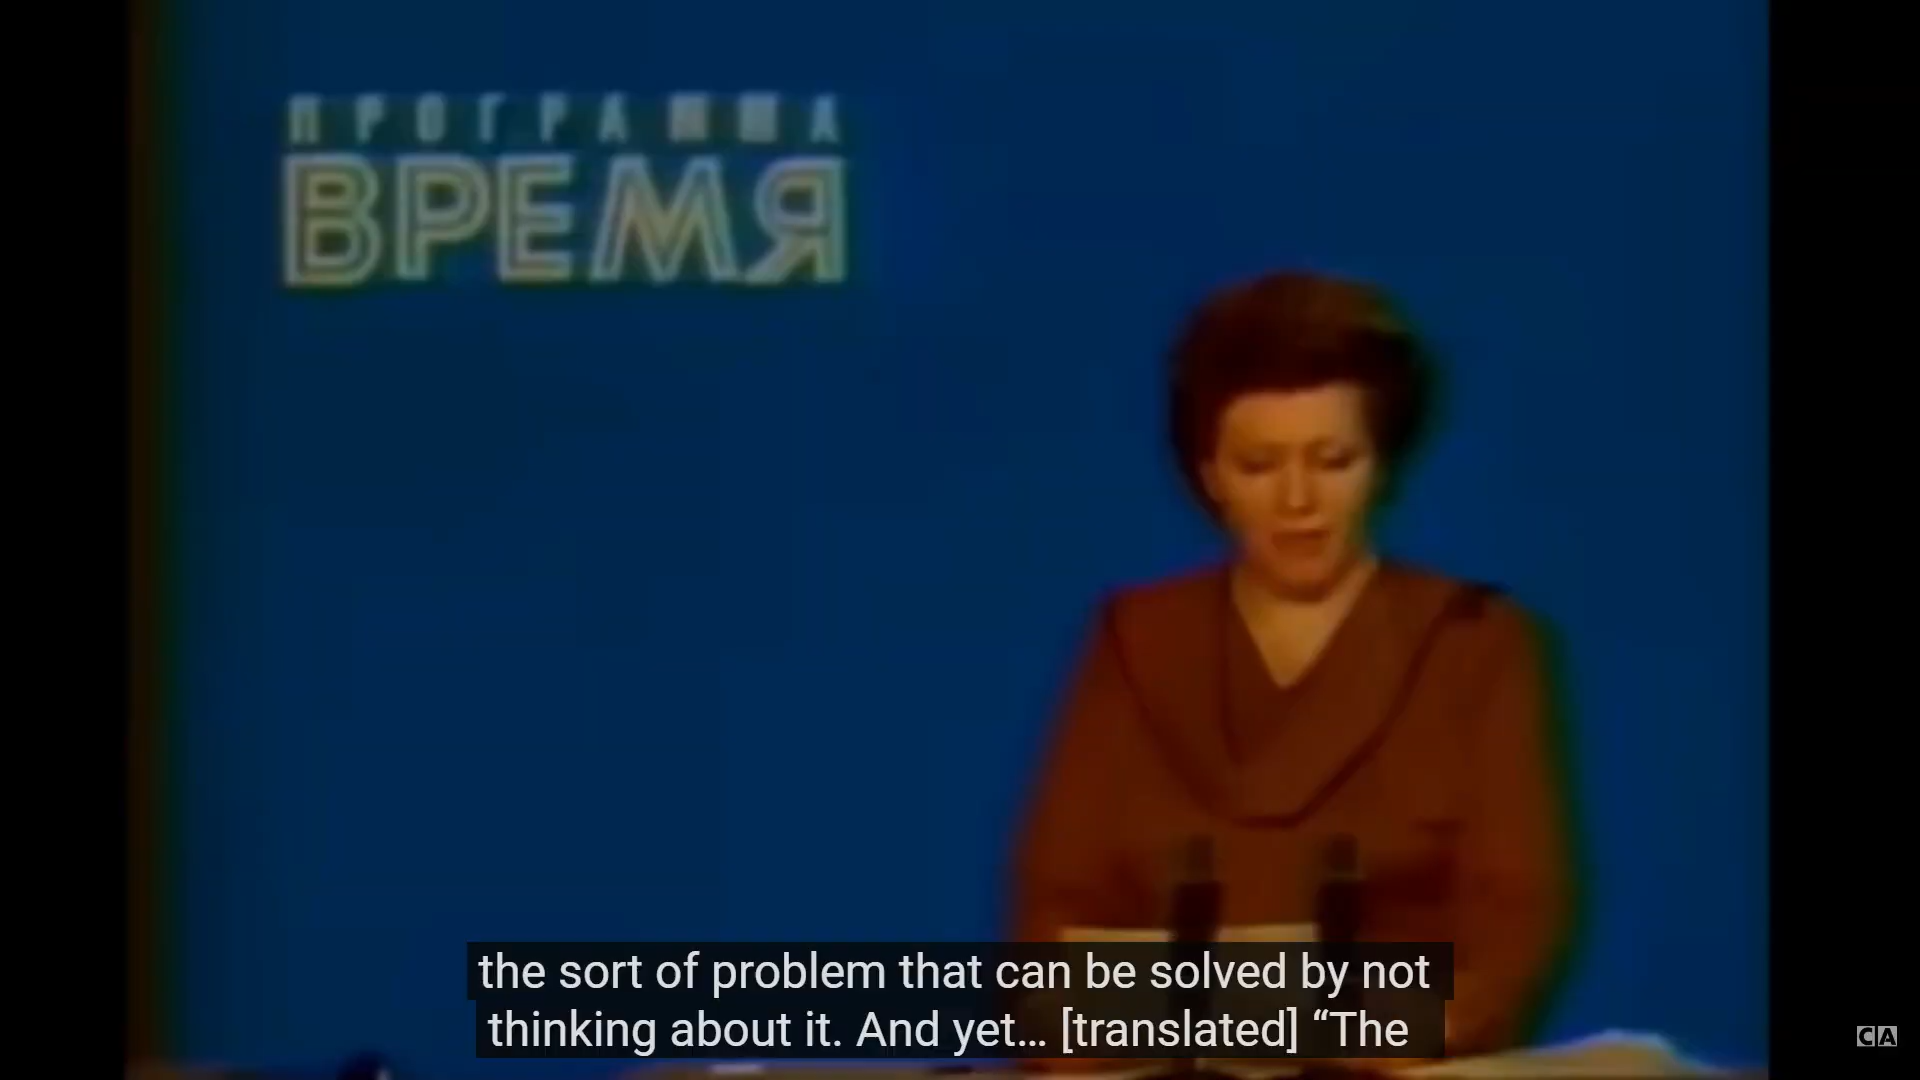 ПРОГРАММА
ВРЕМЯ
the sort of problem that can be solved by not
thinking about it. And yet… [translated] “The
CA